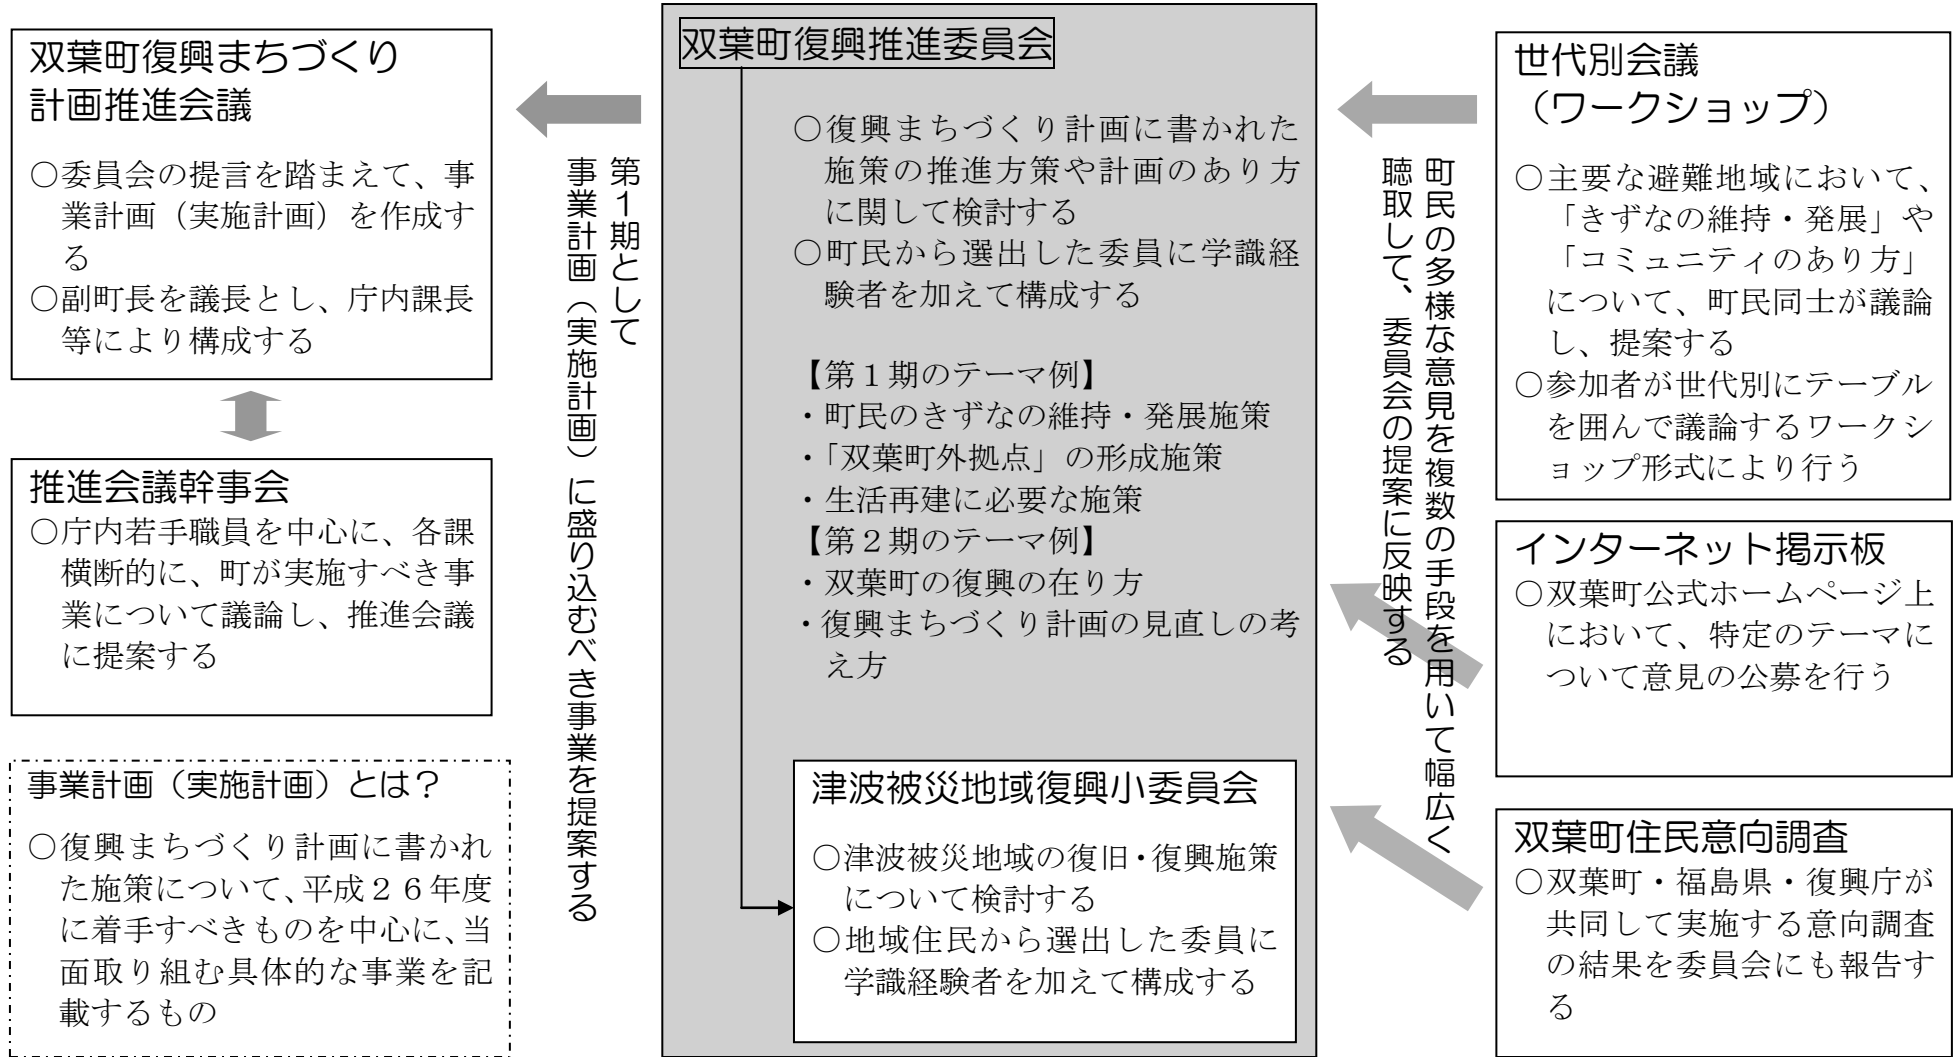 双葉町復興まちづくり
計画推進会議
○委員会の提言を踏まえて、事
業計画（実施計画）を作成す
る
○副町長を議長とし、庁内課長
等により構成する
推進会議幹事会
○庁内若手職員を中心に、各課
横断的に、町が実施すべき事
業について議論し、推進会議
に提案する
事業計画（実施計画）とは？
○復興まちづくり計画に書かれ
た施策について、平成２６年度
に着手すべきものを中心に、当
面取り組む具体的な事業を記
載するもの
第１期として
事業計画（実施計画）に盛り込むべき事業を提案する
双葉町復興推進委員会
○復興まちづくり計画に書かれた
施策の推進方策や計画のあり方
に関して検討する
○町民から選出した委員に学識経
験者を加えて構成する
【第１期のテーマ例】
・町民のきずなの維持・発展施策
・「双葉町外拠点」の形成施策
・生活再建に必要な施策
【第２期のテーマ例】
・双葉町の復興の在り方
・復興まちづくり計画の見直しの考
え方
津波被災地域復興小委員会
○津波被災地域の復旧・復興施策
について検討する
○地域住民から選出した委員に
学識経験者を加えて構成する
町民の多様な意見を複数の手段を用いて幅広く
聴取して、委員会の提案に反映する
世代別会議
（ワークショップ）
○主要な避難地域において、
「きずなの維持・発展」や
「コミュニティのあり方」
について、町民同士が議論
し、提案する
○参加者が世代別にテーブル
を囲んで議論するワークシ
ョップ形式により行う
インターネット掲示板
○双葉町公式ホームページ上
において、特定のテーマに
ついて意見の公募を行う
双葉町住民意向調査
○双葉町・福島県・復興庁が
共同して実施する意向調査
の結果を委員会にも報告す
る